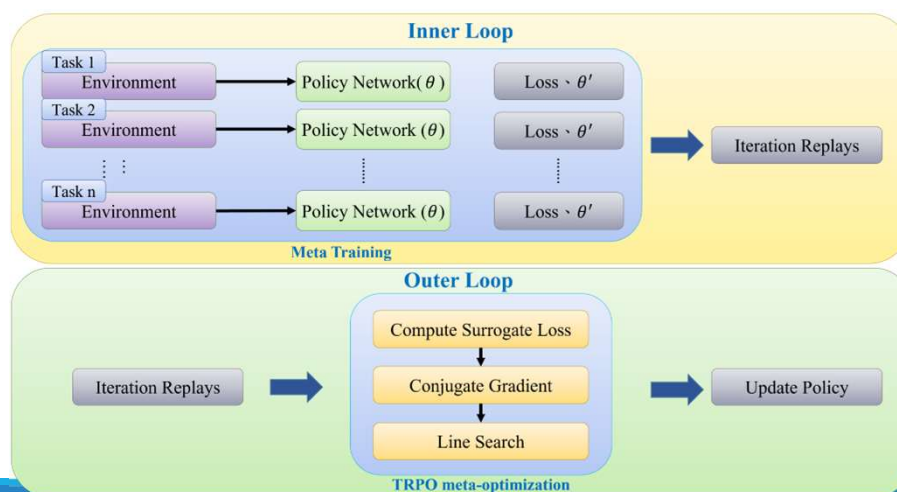 Inner Loop
Task 1
Environment
Policy Network(θ)
Loss、θ′
Task 2
Environment
Policy Network (θ)
Loss、θ′
Iteration Replays
Task n
Environment
Policy Network (θ)
Loss、θ′
Meta Training
Outer Loop
Compute Surrogate Loss
Iteration Replays
Conjugate Gradient
Update Policy
Line Search
TRPO meta-optimization